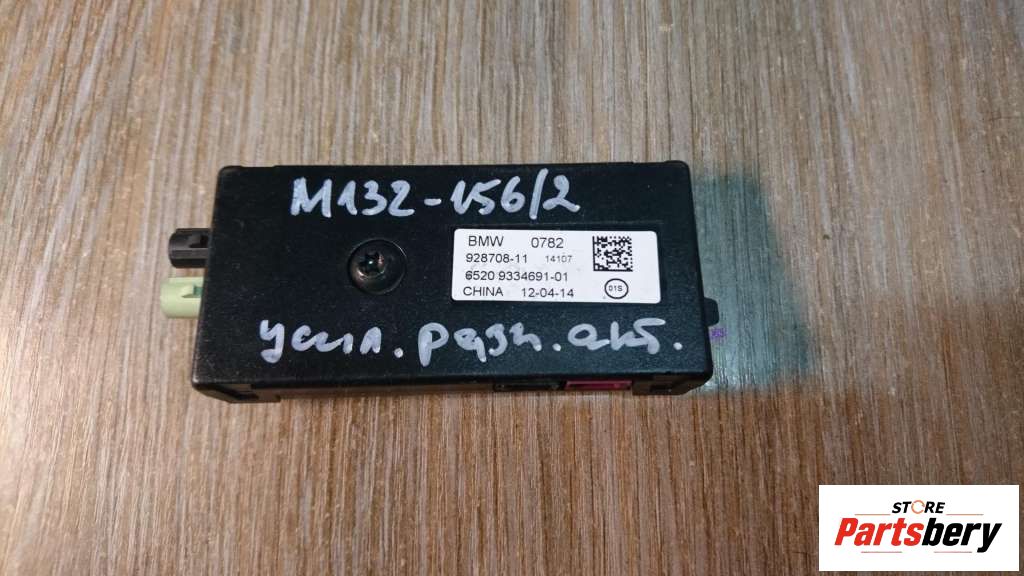 M132-156/2
BMW 0782
928708-11 14107
6520 9334691-01
CHINA 12-04-14
01S
усил. разн. ант.
STORE
Partsbery